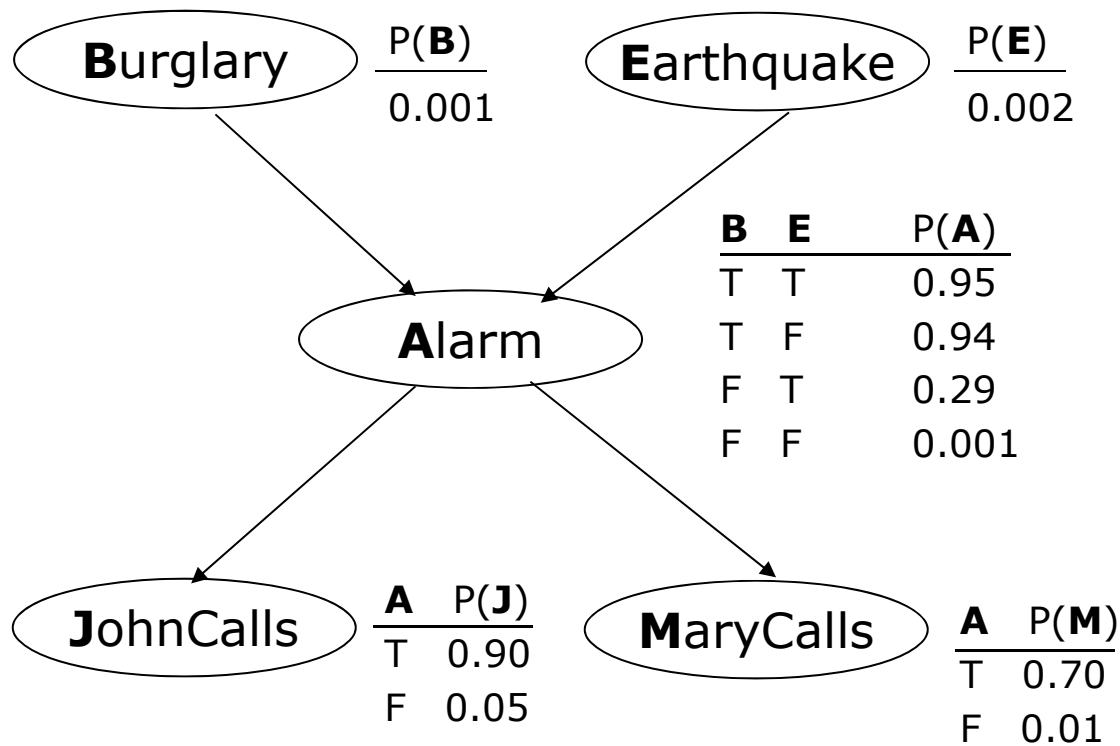 Burglary
P(B)
0.001
Earthquake
P(E)
0.002
B E P(A)
T T 0.95
T F 0.94
F T 0.29
F F 0.001
Alarm
JohnCalls
A P(J)
T 0.90
F 0.05
MaryCalls
A P(M)
T 0.70
F 0.01